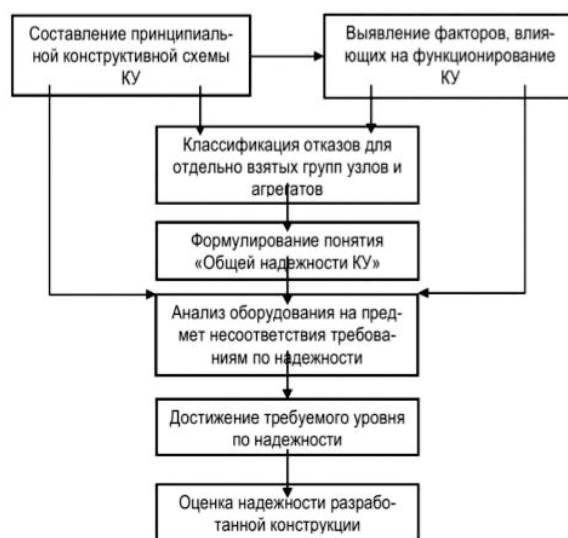 Составление принципиаль-
ной конструктивной схемы
КУ
Выявление факторов, влия-
ющих на функционирование
КУ
Классификация отказов для
отдельно взятых групп узлов и
агрегатов
Формулирование понятия
«Общей надежности КУ»
Анализ оборудования на пред-
мет несоответствия требова-
ниям по надежности
Достижение требуемого уровня
по надежности
Оценка надежности разрабо-
танной конструкции